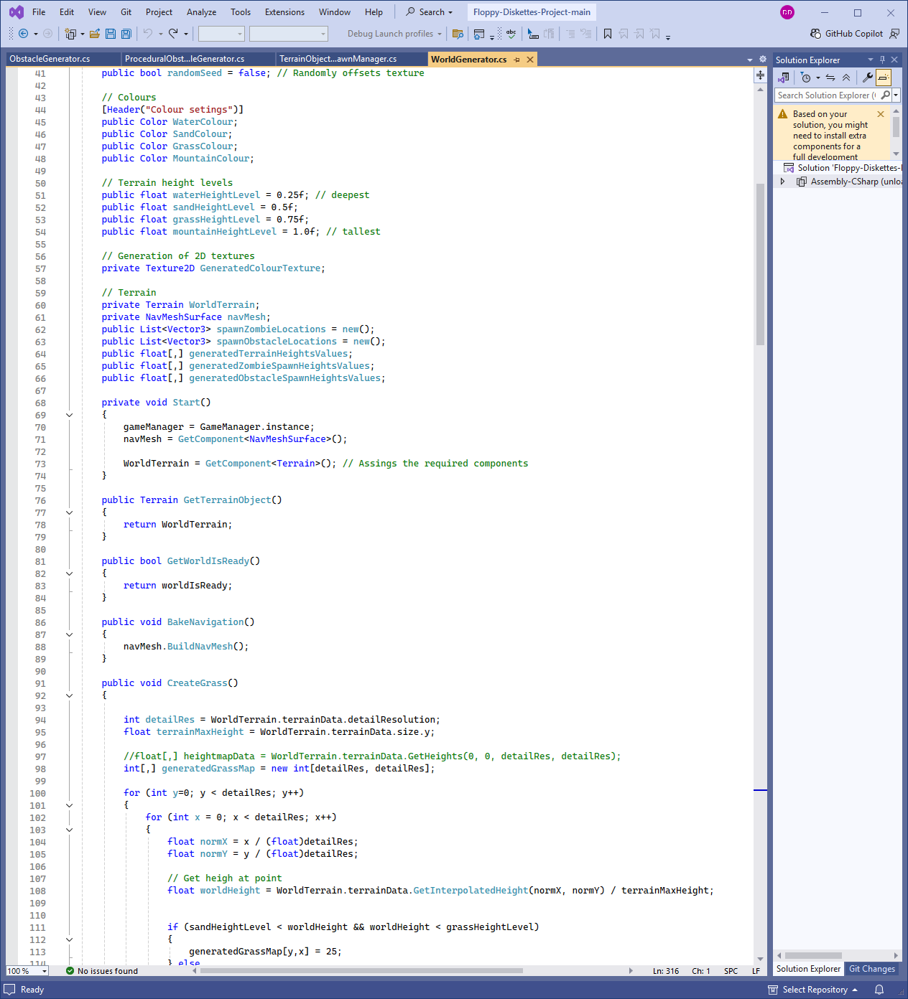 File Edit View Git Project Analyze Tools Extensions Window Help Search Floppy-Diskettes-Project-main DD
Debug Launch profiles abc GitHub Copilot
ObstacleGenerator.cs ProceduralObst...leGenerator.cs TerrainObject...awnManager.cs WorldGenerator.cs
41 public bool randomSeed = false; // Randomly offsets texture
42
43 // Colours
44 [Header("Colour setings")]
45 public Color WaterColour;
46 public Color SandColour;
47 public Color GrassColour;
48 public Color MountainColour;
49
50 // Terrain height levels
51 public float waterHeightLevel = 0.25f; // deepest
52 public float sandHeightLevel = 0.5f;
53 public float grassHeightLevel = 0.75f;
54 public float mountainHeightLevel = 1.0f; // tallest
55
56 // Generation of 2D textures
57 private Texture2D GeneratedColourTexture;
58
59 // Terrain
60 private Terrain WorldTerrain;
61 private NavMeshSurface navMesh;
62 public List<Vector3> spawnZombieLocations = new();
63 public List<Vector3> spawnObstacleLocations = new();
64 public float[,] generatedTerrainHeightsValues;
65 public float[,] generatedZombieSpawnHeightsValues;
66 public float[,] generatedObstacleSpawnHeightsValues;
67
68 private void Start()
69 {
70 gameManager = GameManager.instance;
71 navMesh = GetComponent<NavMeshSurface>();
72
73 WorldTerrain = GetComponent<Terrain>(); // Assings the required components
74 }
75
76 public Terrain GetTerrainObject()
77 {
78 return WorldTerrain;
79 }
80
81 public bool GetWorldIsReady()
82 {
83 return worldIsReady;
84 }
85
86 public void BakeNavigation()
87 {
88 navMesh.BuildNavMesh();
89 }
90
91 public void CreateGrass()
92 {
93
94 int detailRes = WorldTerrain.terrainData.detailResolution;
95 float terrainMaxHeight = WorldTerrain.terrainData.size.y;
96
97 //float[,] heightmapData = WorldTerrain.terrainData.GetHeights(0, 0, detailRes, detailRes);
98 int[,] generatedGrassMap = new int[detailRes, detailRes];
99
100 for (int y=0; y < detailRes; y++)
101 {
102 for (int x = 0; x < detailRes; x++)
103 {
104 float normX = x / (float)detailRes;
105 float normY = y / (float)detailRes;
106
107 // Get heigh at point
108 float worldHeight = WorldTerrain.terrainData.GetInterpolatedHeight(normX, normY) / terrainMaxHeight;
109
110
111 if (sandHeightLevel < worldHeight && worldHeight < grassHeightLevel)
112 {
113 generatedGrassMap[y,x] = 25;
114 } else
100 % No issues found Ln: 316 Ch: 1 SPC LF
Solution Explorer
Search Solution Explorer (
Based on your
solution, you might
need to install extra
components for a
full development
Solution 'Floppy-Diskettes-
Assembly-CSharp (unloa
Solution Explorer Git Changes
Ready Select Repository